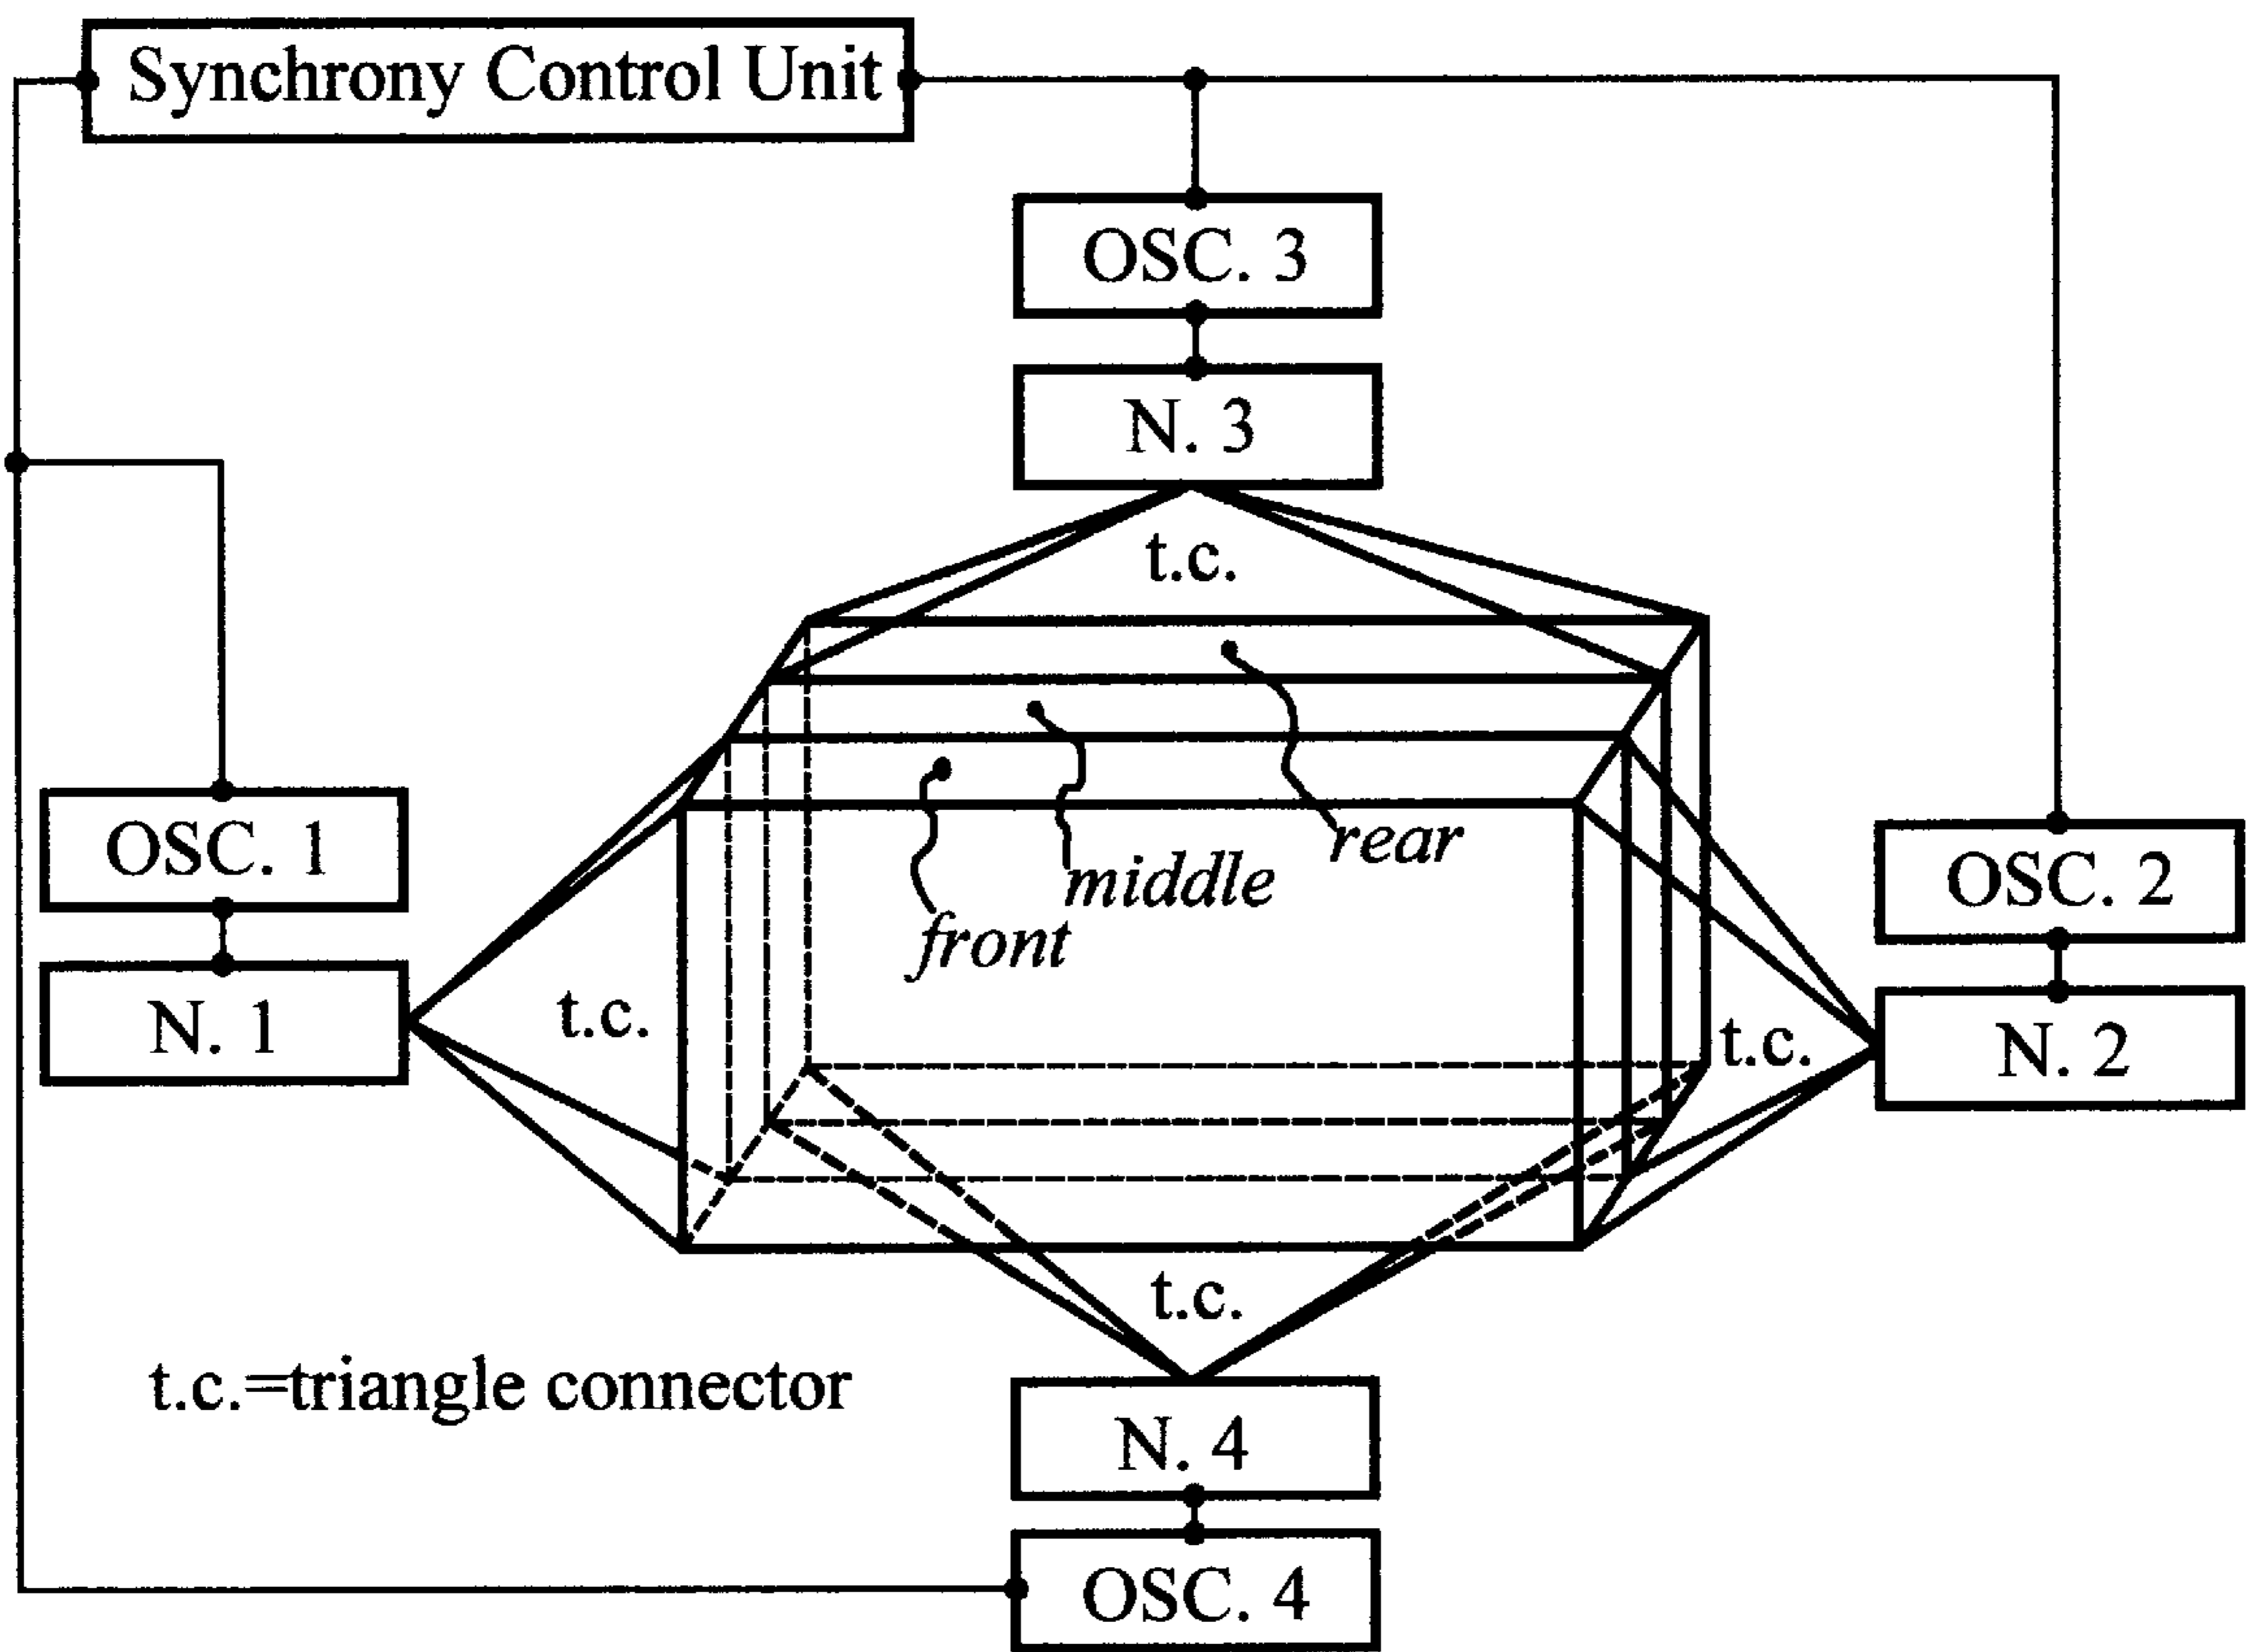 Synchrony Control Unit
OSC. 3
N. 3
t.c.
rear
middle
front
OSC. 1
N. 1
t.c.
OSC. 2
N. 2
t.c.
t.c.
t.c.=triangle connector
N. 4
OSC. 4